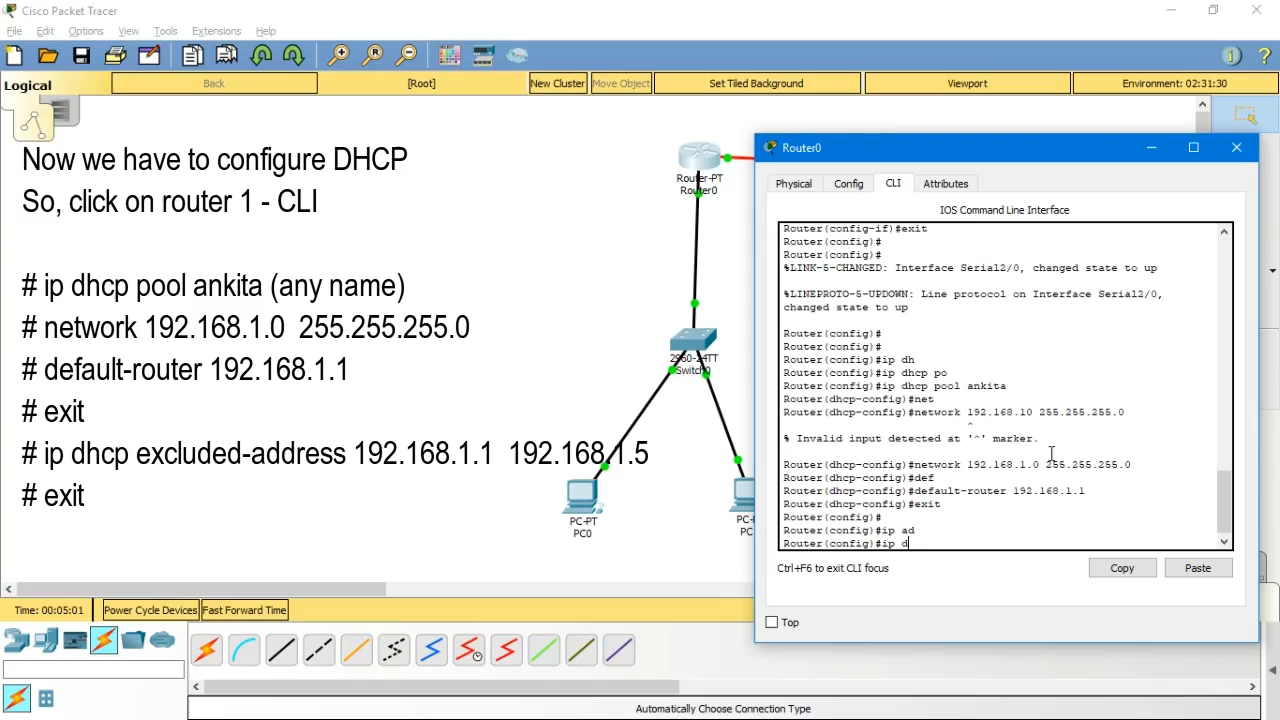 Cisco Packet Tracer
File Edit Options View Tools Extensions Help
Logical
Back
[Root]
New Cluster
Move Object
Set Tiled Background
Viewport
Environment: 02:31:30
Now we have to configure DHCP
So, click on router 1 - CLI
# ip dhcp pool ankita (any name)
# network 192.168.1.0 255.255.255.0
# default-router 192.168.1.1
# exit
# ip dhcp excluded-address 192.168.1.1 192.168.1.5
# exit
Router-PT
Router0
2960-24TT
Switch0
PC-PT
PC0
PC-
PC
Router0
Physical Config CLI Attributes
IOS Command Line Interface
Router(config-if)#exit
Router(config)#
Router(config)#
%LINK-5-CHANGED: Interface Serial2/0, changed state to up
%LINEPROTO-5-UPDOWN: Line protocol on Interface Serial2/0,
changed state to up
Router(config)#
Router(config)#
Router(config)#ip dh
Router(config)#ip dhcp po
Router(config)#ip dhcp pool ankita
Router(dhcp-config)#net
Router(dhcp-config)#network 192.168.10 255.255.255.0
^
% Invalid input detected at '^' marker.
Router(dhcp-config)#network 192.168.1.0 255.255.255.0
Router(dhcp-config)#def
Router(dhcp-config)#default-router 192.168.1.1
Router(dhcp-config)#exit
Router(config)#
Router(config)#ip ad
Router(config)#ip d
Ctrl+F6 to exit CLI focus
Copy
Paste
Top
Time: 00:05:01
Power Cycle Devices
Fast Forward Time
Automatically Choose Connection Type